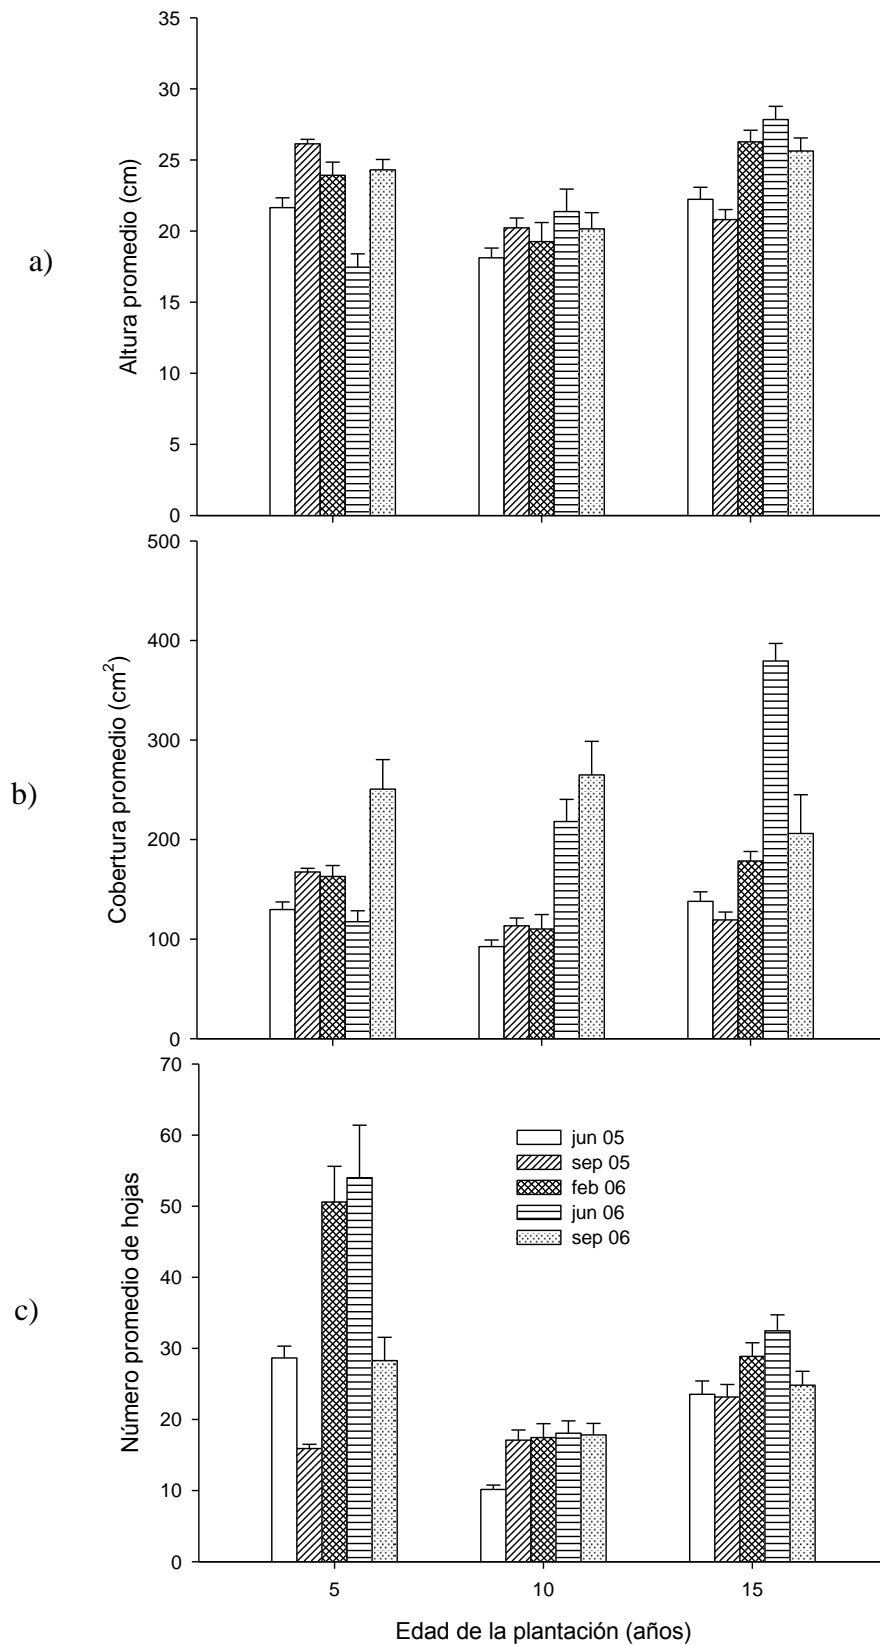 35
30
25
20
15
10
5
0
Altura promedio (cm)
a)
500
400
300
200
100
0
Cobertura promedio (cm²)
b)
70
60
50
40
30
20
10
0
Número promedio de hojas
c)
jun 05
sep 05
feb 06
jun 06
sep 06
5 10 15
Edad de la plantación (años)